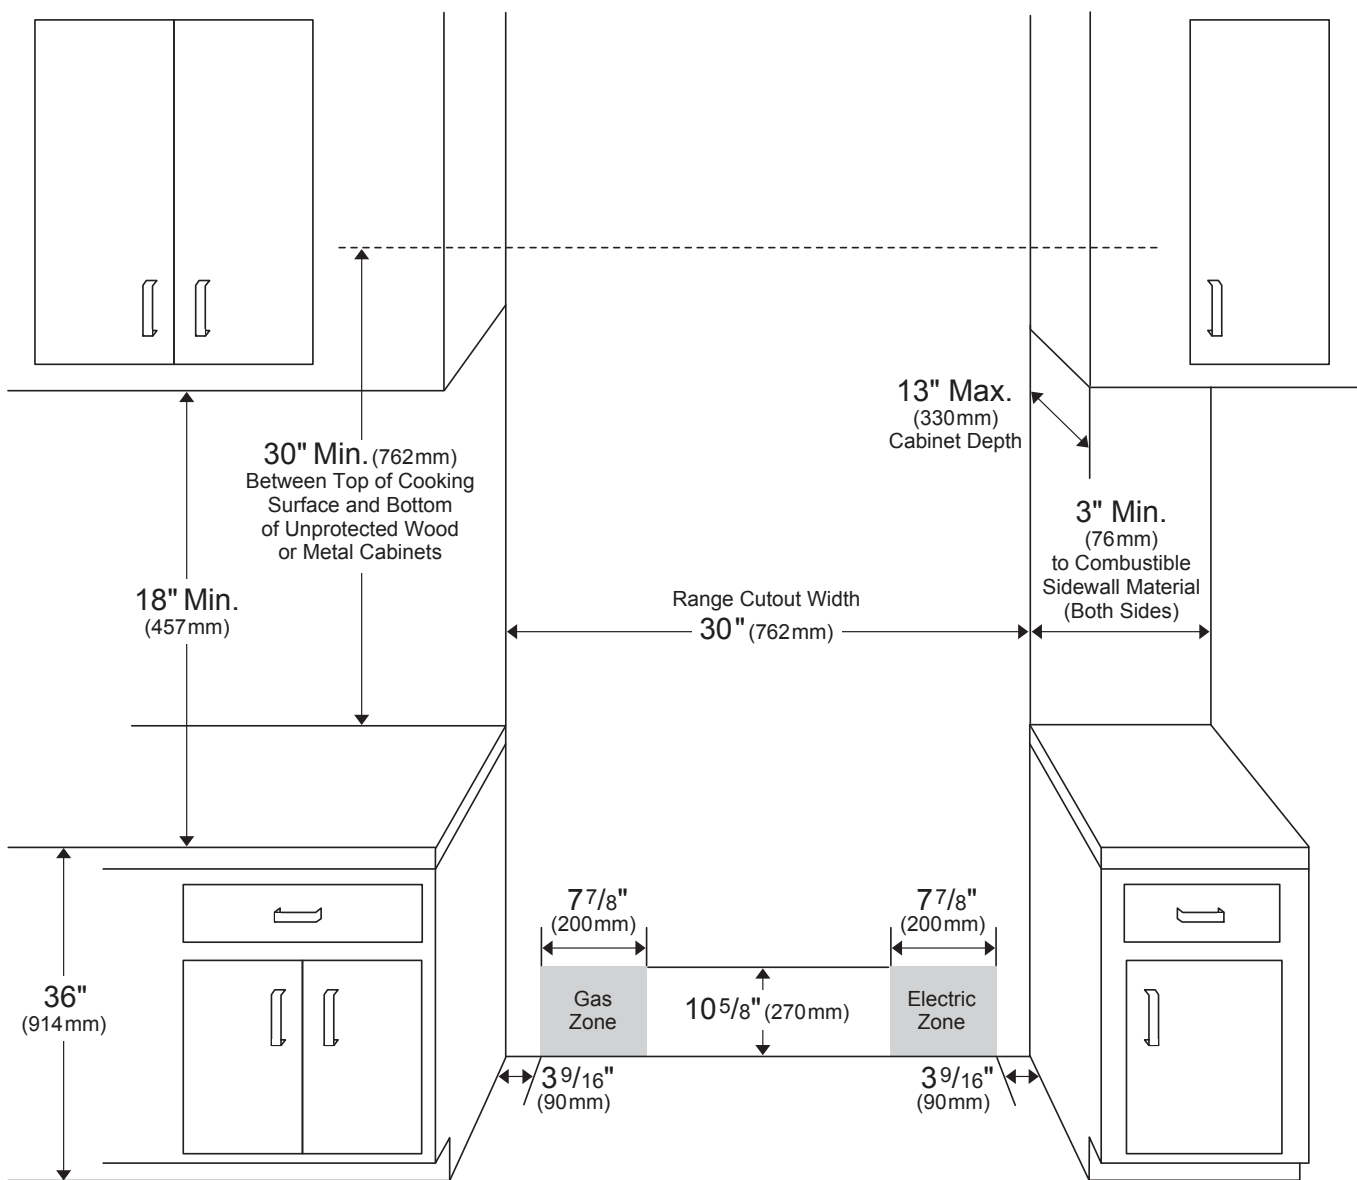 13" Max.
(330mm)
Cabinet Depth
30" Min. (762mm)
Between Top of Cooking
Surface and Bottom
of Unprotected Wood
or Metal Cabinets
3" Min.
(76mm)
to Combustible
Sidewall Material
(Both Sides)
18" Min.
(457mm)
Range Cutout Width
30" (762mm)
7 7/8"
(200mm)
7 7/8"
(200mm)
36"
(914mm)
Gas
Zone
10 5/8" (270mm)
Electric
Zone
3 9/16"
(90mm)
3 9/16"
(90mm)